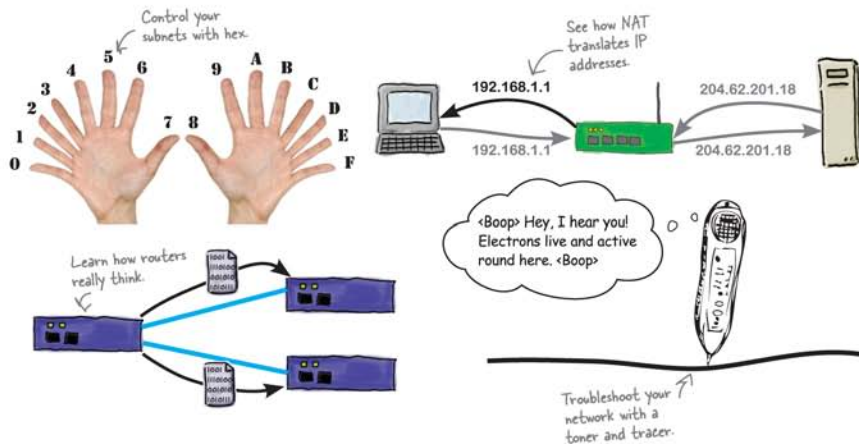 Control your
subnets with hex.
0
1
2
3
4
5
6
7
8
9
A
B
C
D
E
F
See how NAT
translates IP
addresses.
192.168.1.1
192.168.1.1
204.62.201.18
204.62.201.18
Learn how routers
really think.
<Boop> Hey, I hear you!
Electrons live and active
round here. <Boop>
Troubleshoot your
network with a
toner and tracer.